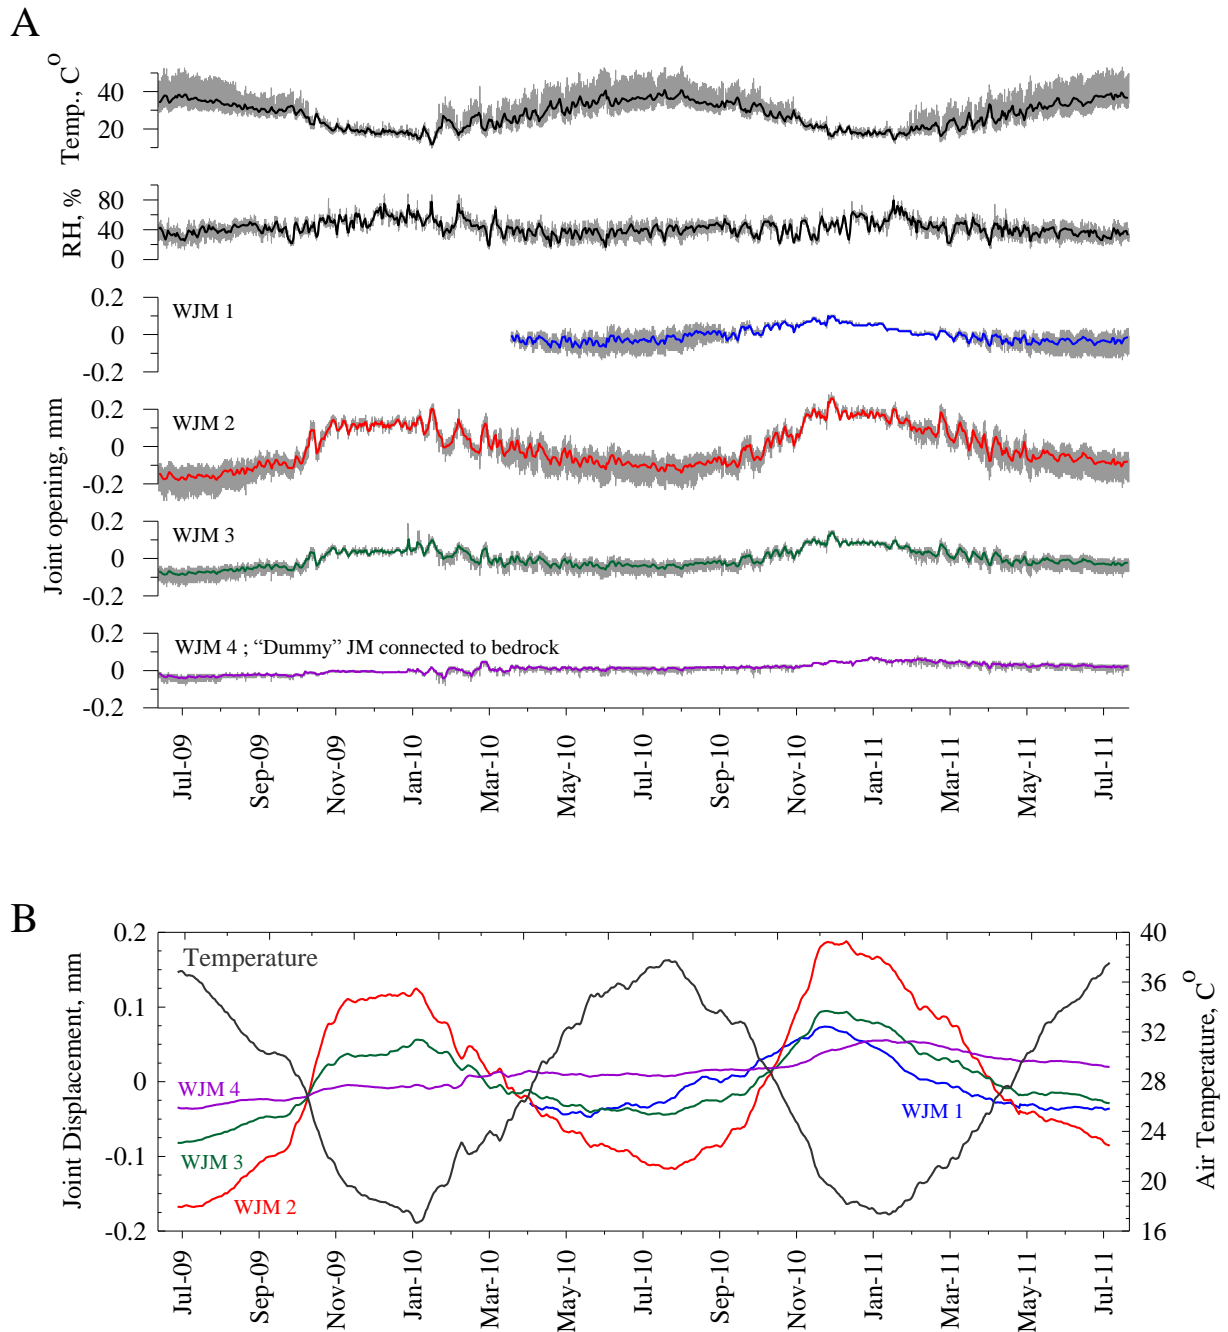 A
Temp., C°
40
20
RH, %
80
40
0
Joint opening, mm
WJM 1
0.2
0
-0.2
WJM 2
0.2
0
-0.2
WJM 3
0.2
0
-0.2
WJM 4 ; “Dummy” JM connected to bedrock
0.2
0
-0.2
Jul-09
Sep-09
Nov-09
Jan-10
Mar-10
May-10
Jul-10
Sep-10
Nov-10
Jan-11
Mar-11
May-11
Jul-11
B
Joint Displacement, mm
0.2
0.1
0
-0.1
-0.2
Temperature
WJM 4
WJM 3
WJM 2
WJM 1
40
36
32
28
24
20
16
Air Temperature, C°
Jul-09
Sep-09
Nov-09
Jan-10
Mar-10
May-10
Jul-10
Sep-10
Nov-10
Jan-11
Mar-11
May-11
Jul-11